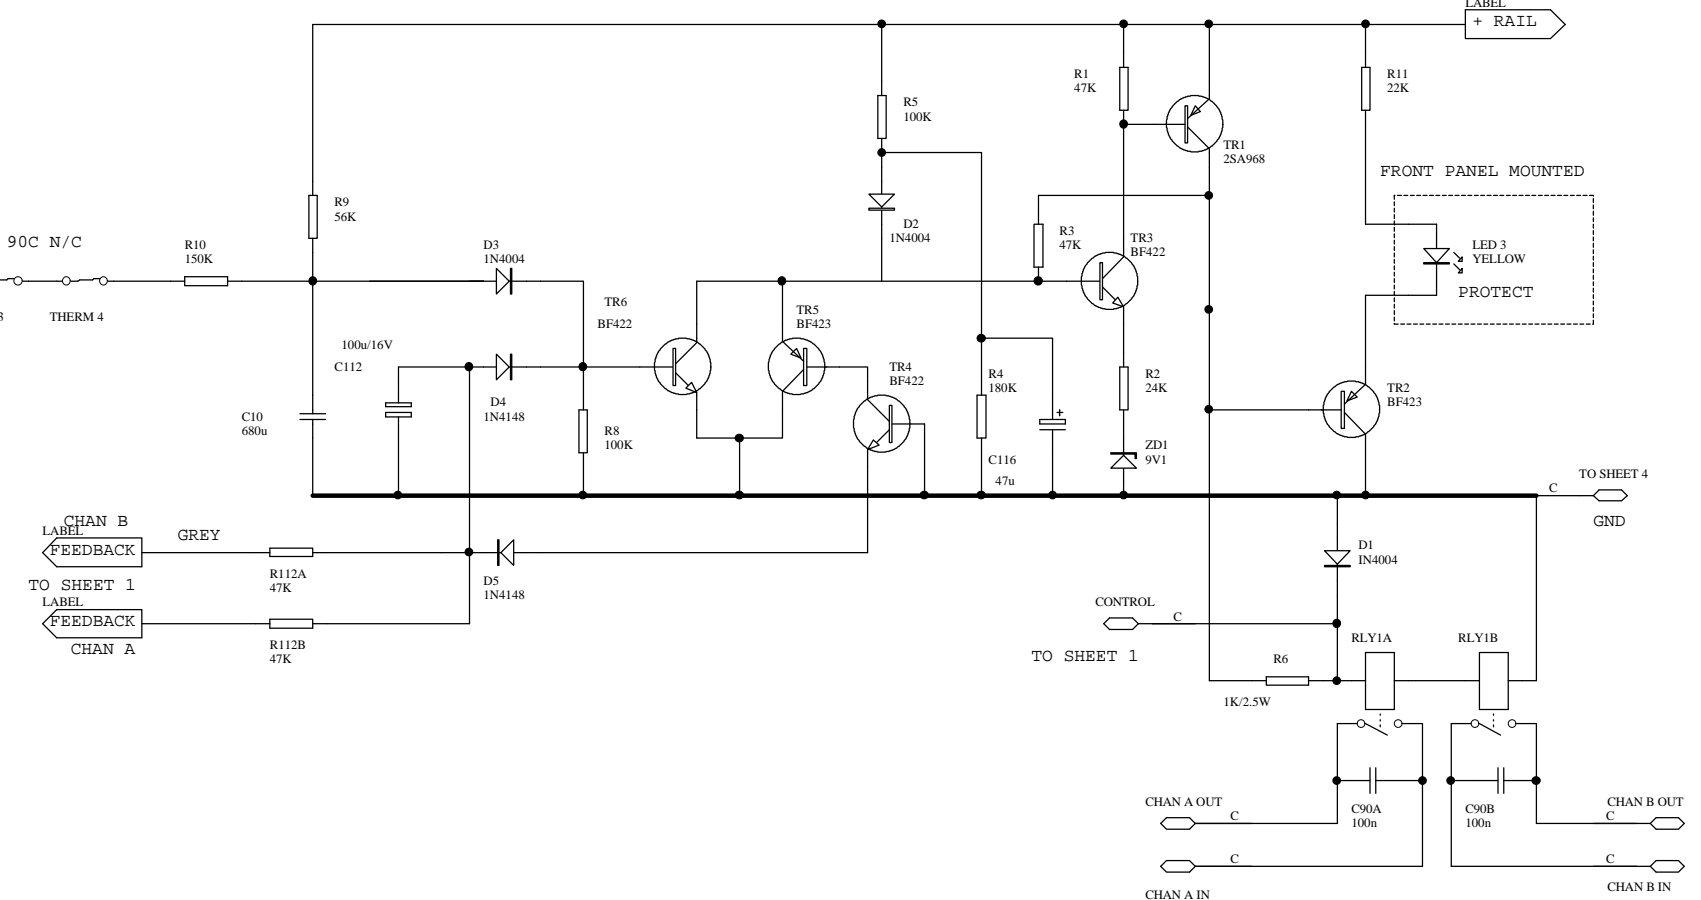 LABEL
+ RAIL
R1
47K
R11
22K
R5
100K
TR1
2SA968
FRONT PANEL MOUNTED
R9
56K
90C N/C
R10
150K
D3
1N4004
D2
1N4004
R3
47K
TR3
BF422
LED 3
YELLOW
PROTECT
3
THERM 4
TR6
BF422
TR5
BF423
100u/16V
C112
TR4
BF422
R4
180K
R2
24K
TR2
BF423
C10
680u
D4
1N4148
R8
100K
+
C116
47u
ZD1
9V1
TO SHEET 4
C
GND
CHAN B
LABEL
FEEDBACK
GREY
R112A
47K
D5
1N4148
D1
IN4004
TO SHEET 1
LABEL
FEEDBACK
CHAN A
R112B
47K
CONTROL
C
TO SHEET 1
RLY1A
RLY1B
R6
1K/2.5W
CHAN A OUT
C
C90A
100n
C90B
100n
CHAN B OUT
C
C
CHAN A IN
C
CHAN B IN